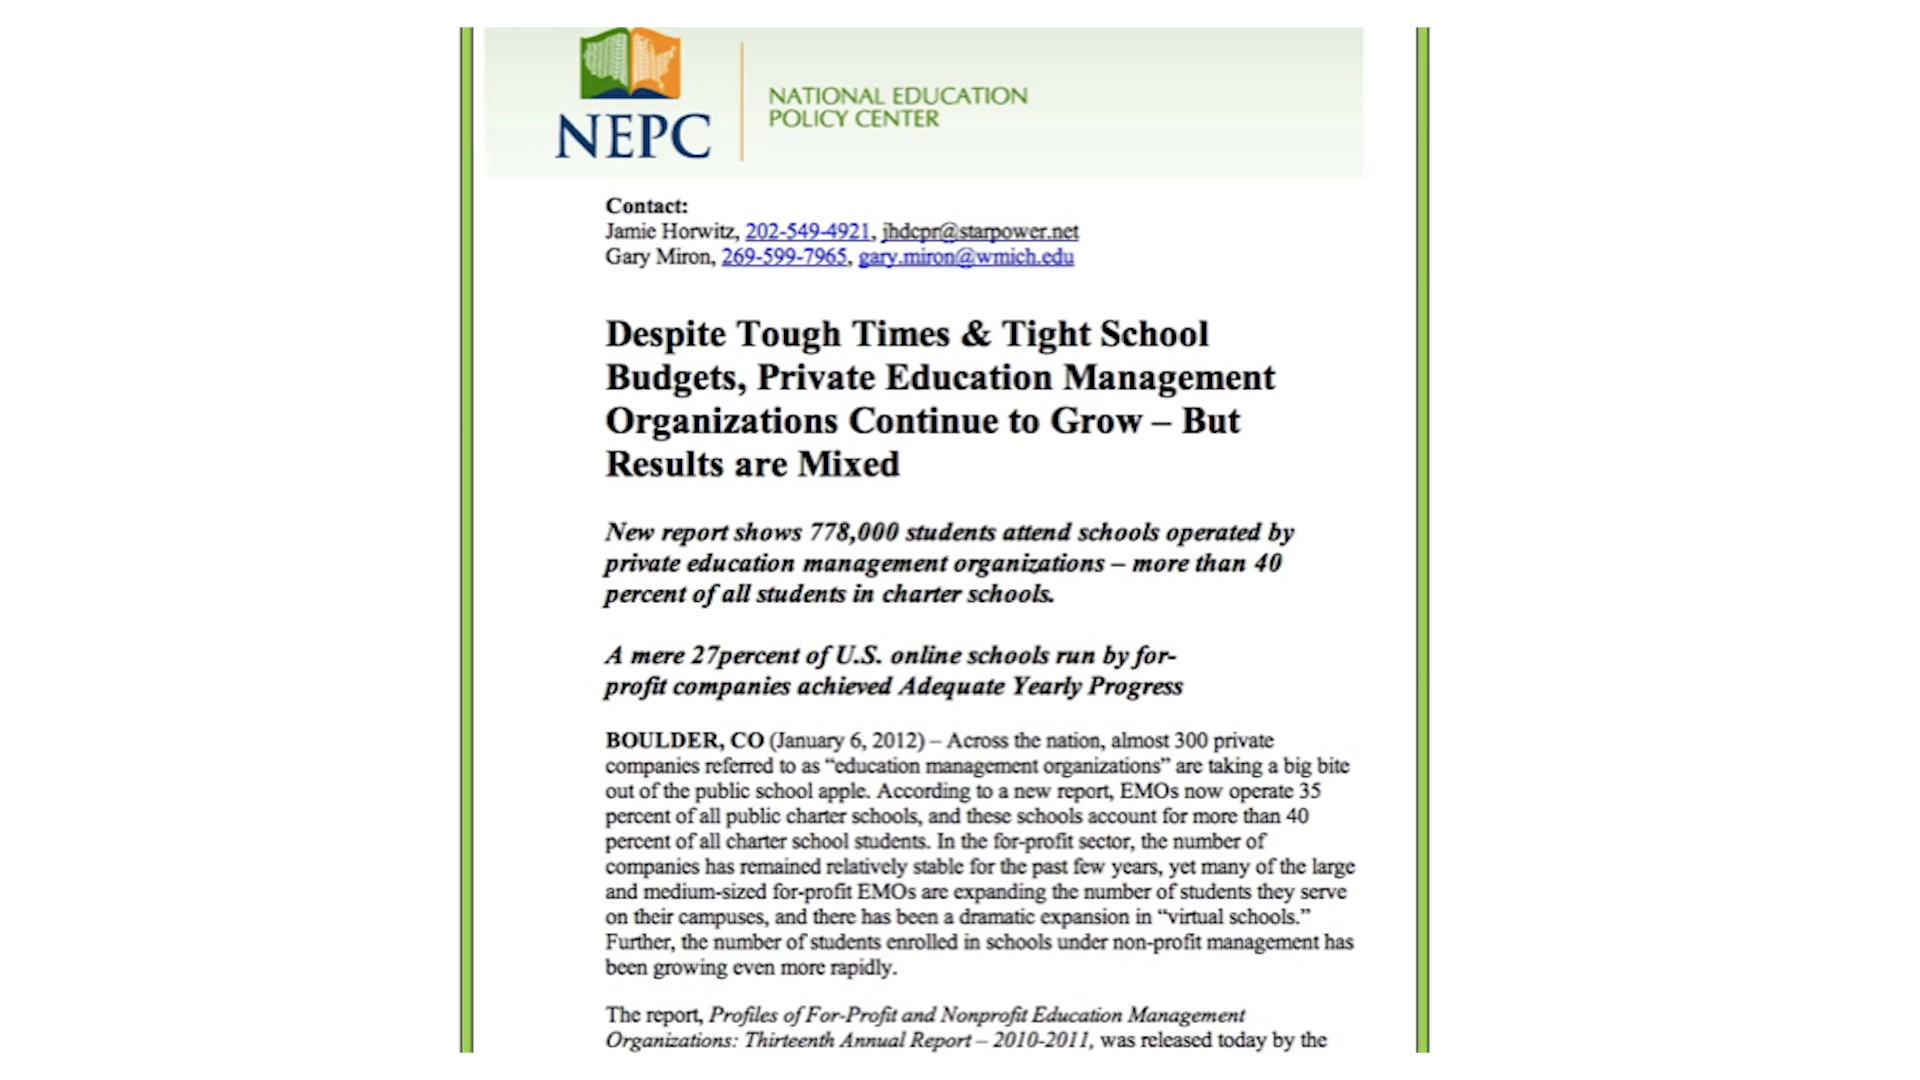 NEPC
NATIONAL EDUCATION
POLICY CENTER
Contact:
Jamie Horwitz, 202-549-4921, jhdcpr@starpower.net
Gary Miron, 269-599-7965, gary.miron@wmich.edu
Despite Tough Times & Tight School
Budgets, Private Education Management
Organizations Continue to Grow – But
Results are Mixed
New report shows 778,000 students attend schools operated by
private education management organizations – more than 40
percent of all students in charter schools.
A mere 27percent of U.S. online schools run by for-
profit companies achieved Adequate Yearly Progress
BOULDER, CO (January 6, 2012) – Across the nation, almost 300 private
companies referred to as “education management organizations” are taking a big bite
out of the public school apple. According to a new report, EMOs now operate 35
percent of all public charter schools, and these schools account for more than 40
percent of all charter school students. In the for-profit sector, the number of
companies has remained relatively stable for the past few years, yet many of the large
and medium-sized for-profit EMOs are expanding the number of students they serve
on their campuses, and there has been a dramatic expansion in “virtual schools.”
Further, the number of students enrolled in schools under non-profit management has
been growing even more rapidly.
The report, Profiles of For-Profit and Nonprofit Education Management
Organizations: Thirteenth Annual Report – 2010-2011, was released today by the